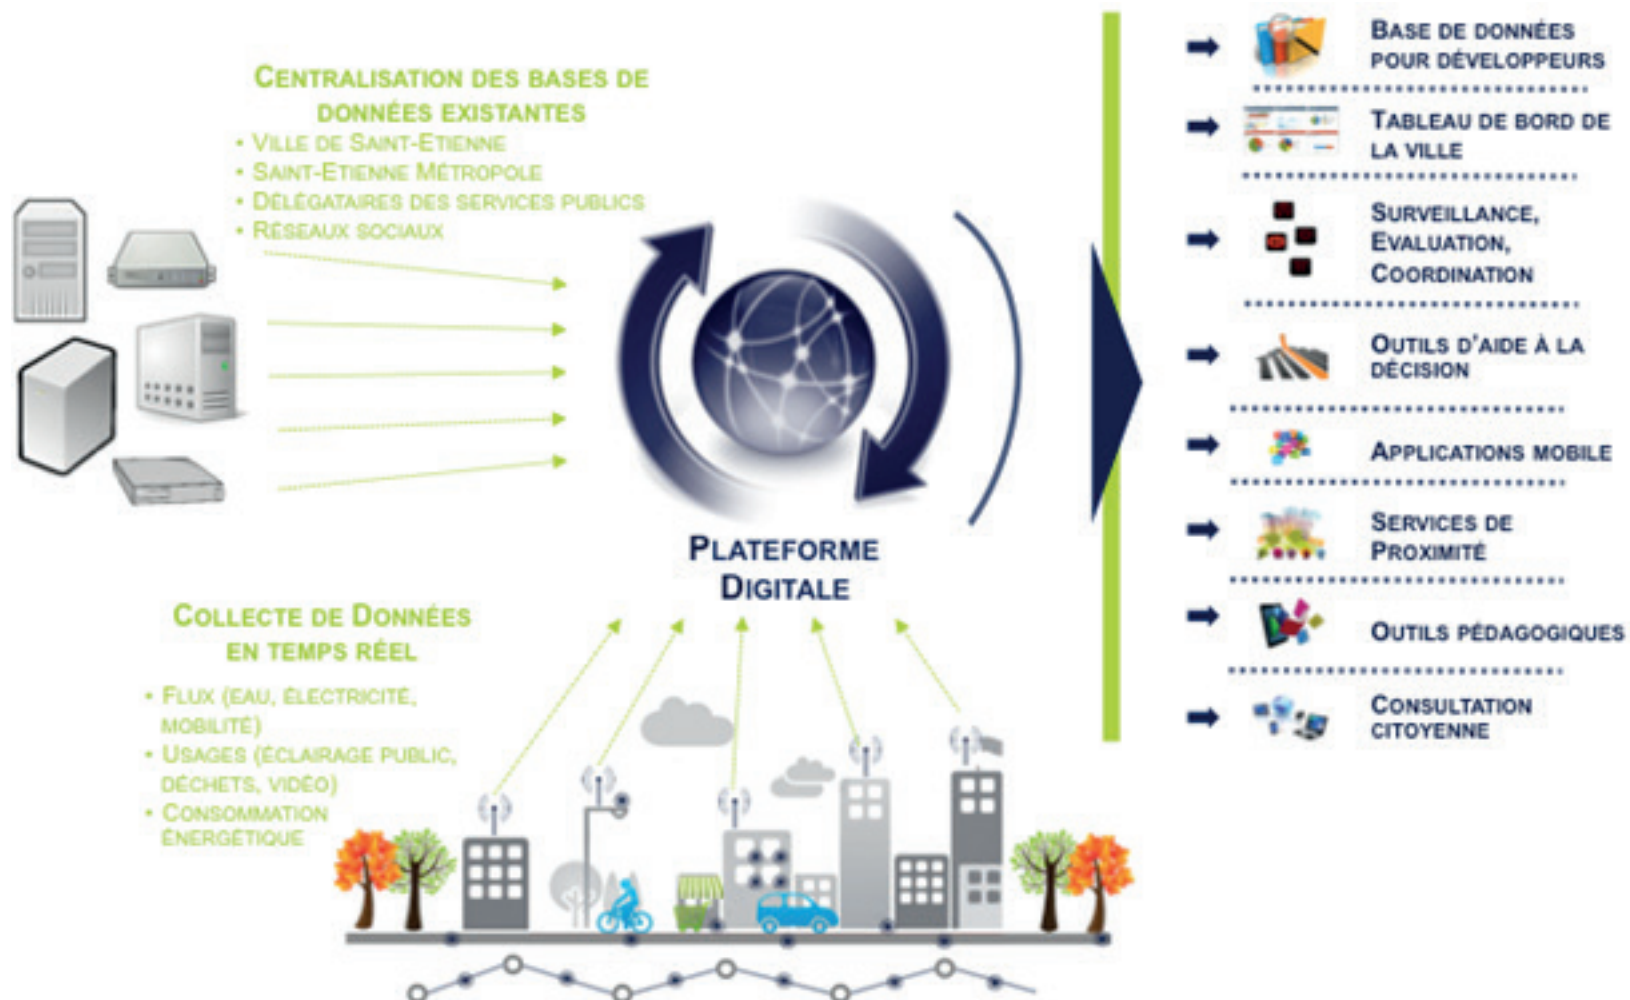 CENTRALISATION DES BASES DE
DONNÉES EXISTANTES
• VILLE DE SAINT-ETIENNE
• SAINT-ETIENNE MÉTROPOLE
• DÉLÉGATAIRES DES SERVICES PUBLICS
• RÉSEAUX SOCIAUX
PLATEFORME
DIGITALE
COLLECTE DE DONNÉES
EN TEMPS RÉEL
• FLUX (EAU, ÉLECTRICITÉ,
MOBILITÉ)
• USAGES (ÉCLAIRAGE PUBLIC,
DÉCHETS, VIDÉO)
• CONSOMMATION
ÉNERGÉTIQUE
BASE DE DONNÉES
POUR DÉVELOPPEURS
TABLEAU DE BORD DE
LA VILLE
SURVEILLANCE,
EVALUATION,
COORDINATION
OUTILS D'AIDE À LA
DÉCISION
APPLICATIONS MOBILE
SERVICES DE
PROXIMITÉ
OUTILS PÉDAGOGIQUES
CONSULTATION
CITOYENNE